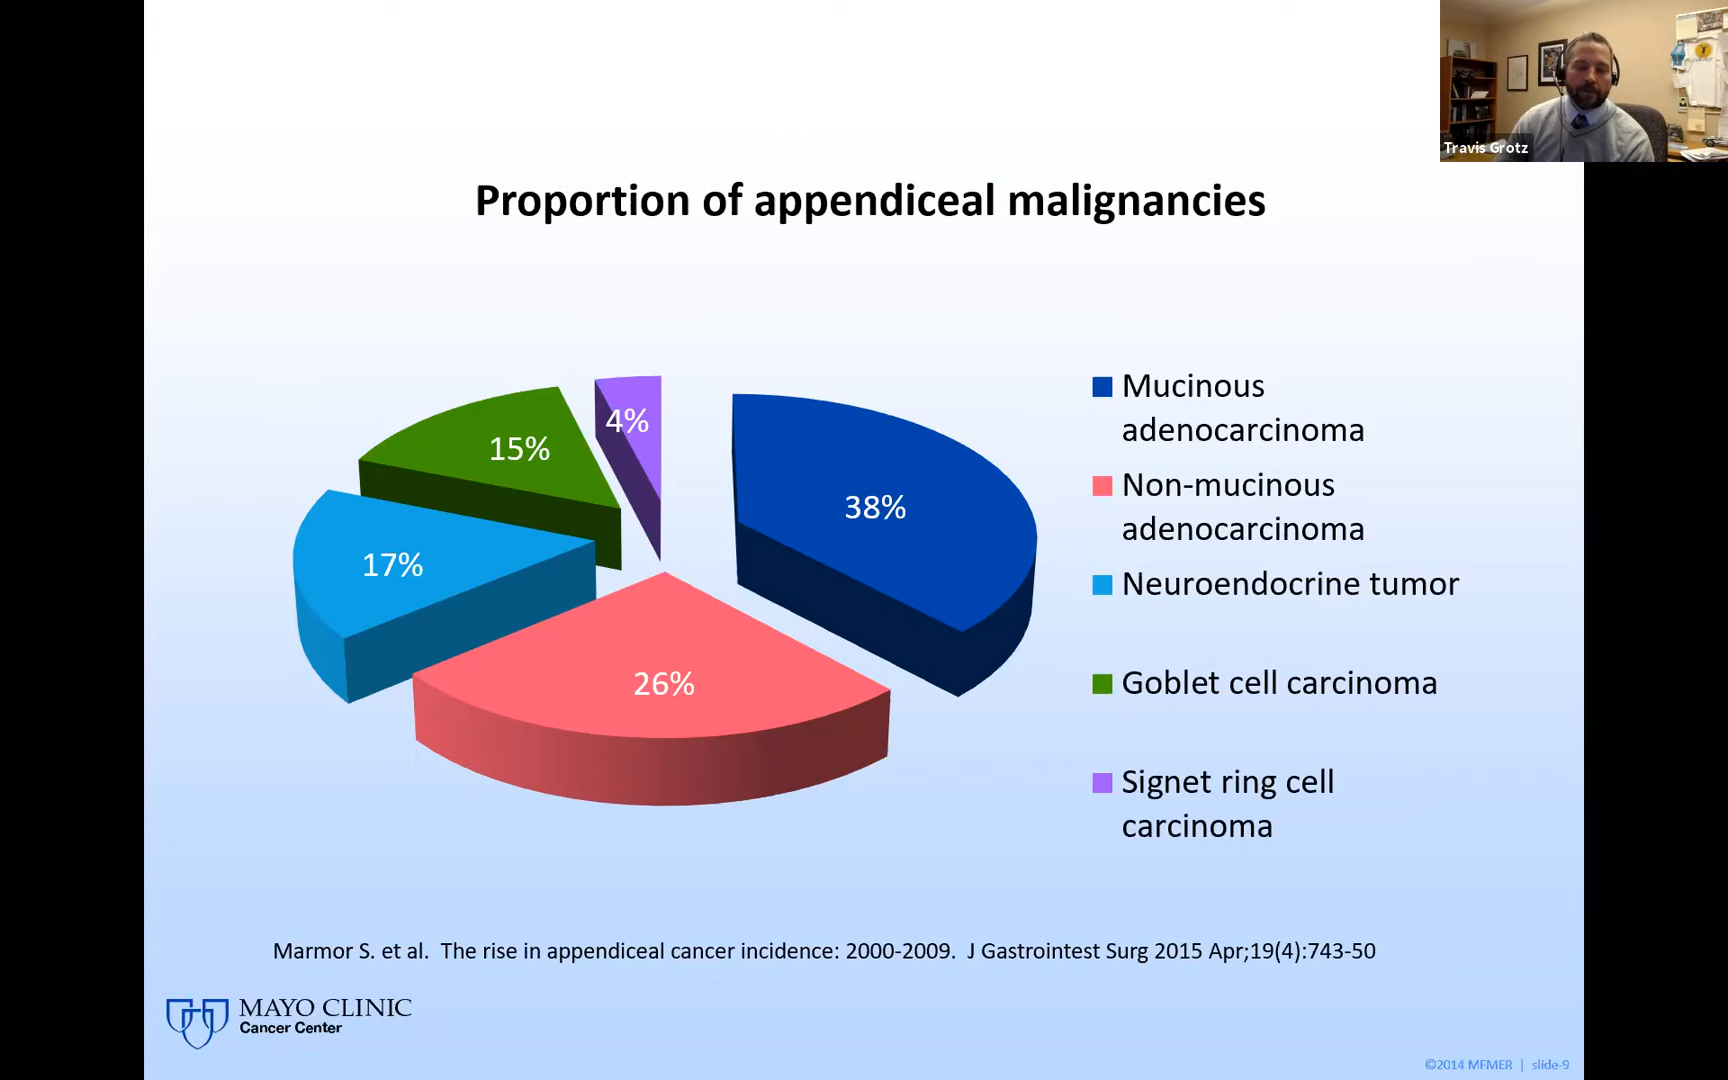 Travis Grotz
Proportion of appendiceal malignancies
4%
15%
38%
17%
26%
Mucinous
adenocarcinoma
Non-mucinous
adenocarcinoma
Neuroendocrine tumor
Goblet cell carcinoma
Signet ring cell
carcinoma
Marmor S. et al.  The rise in appendiceal cancer incidence: 2000-2009.  J Gastrointest Surg 2015 Apr;19(4):743-50
MAYO CLINIC
Cancer Center
©2014 MFMER | slide-9